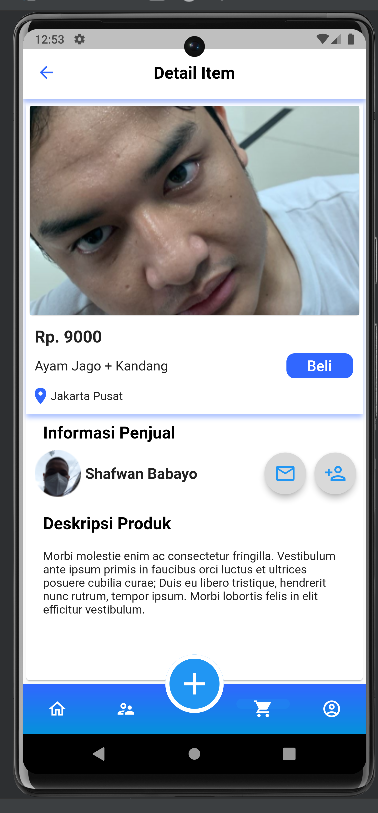 12:53
Detail Item
Rp. 9000
Ayam Jago + Kandang
Beli
Jakarta Pusat
Informasi Penjual
Shafwan Babayo
Deskripsi Produk
Morbi molestie enim ac consectetur fringilla. Vestibulum
ante ipsum primis in faucibus orci luctus et ultrices
posuere cubilia curae; Duis eu libero tristique, hendrerit
nunc rutrum, tempor ipsum. Morbi lobortis felis in elit
efficitur vestibulum.